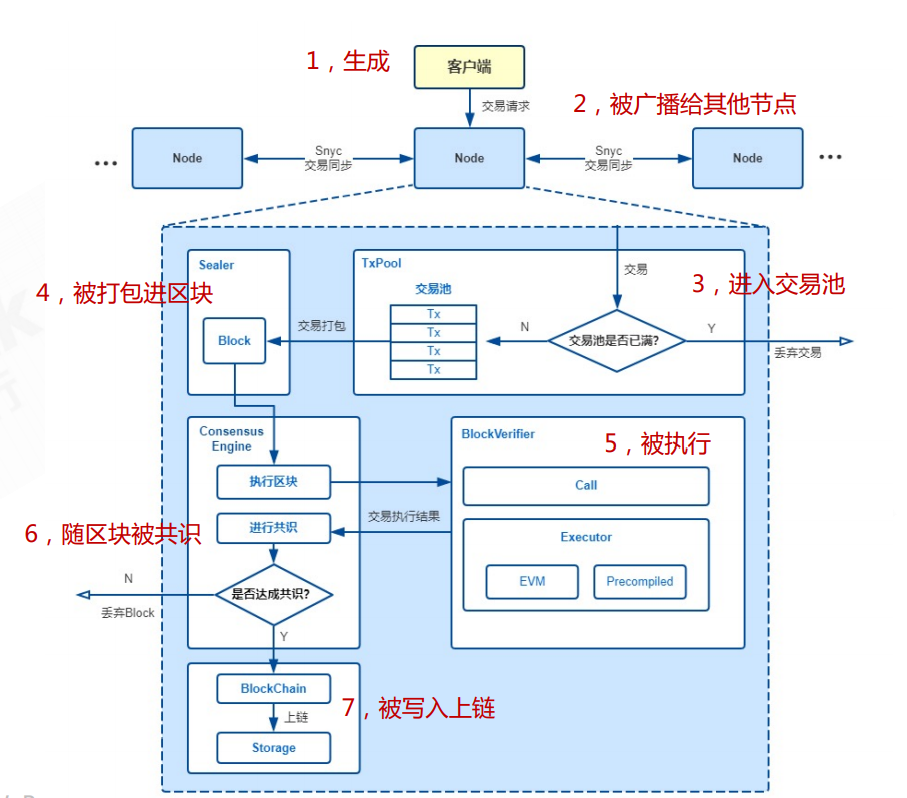 1，生成
客户端
交易请求
2，被广播给其他节点
...
Node
Snyc
交易同步
Node
Snyc
交易同步
Node
...
Sealer
TxPool
交易
3，进入交易池
4，被打包进区块
交易池
Tx
Tx
Tx
Tx
Block
交易打包
N
交易池是否已满?
Y
丢弃交易
Consensus
Engine
BlockVerifier
5，被执行
执行区块
Call
交易执行结果
6，随区块被共识
进行共识
Executor
EVM
Precompiled
N
丢弃Block
是否达成共识?
Y
BlockChain
7，被写入上链
上链
Storage